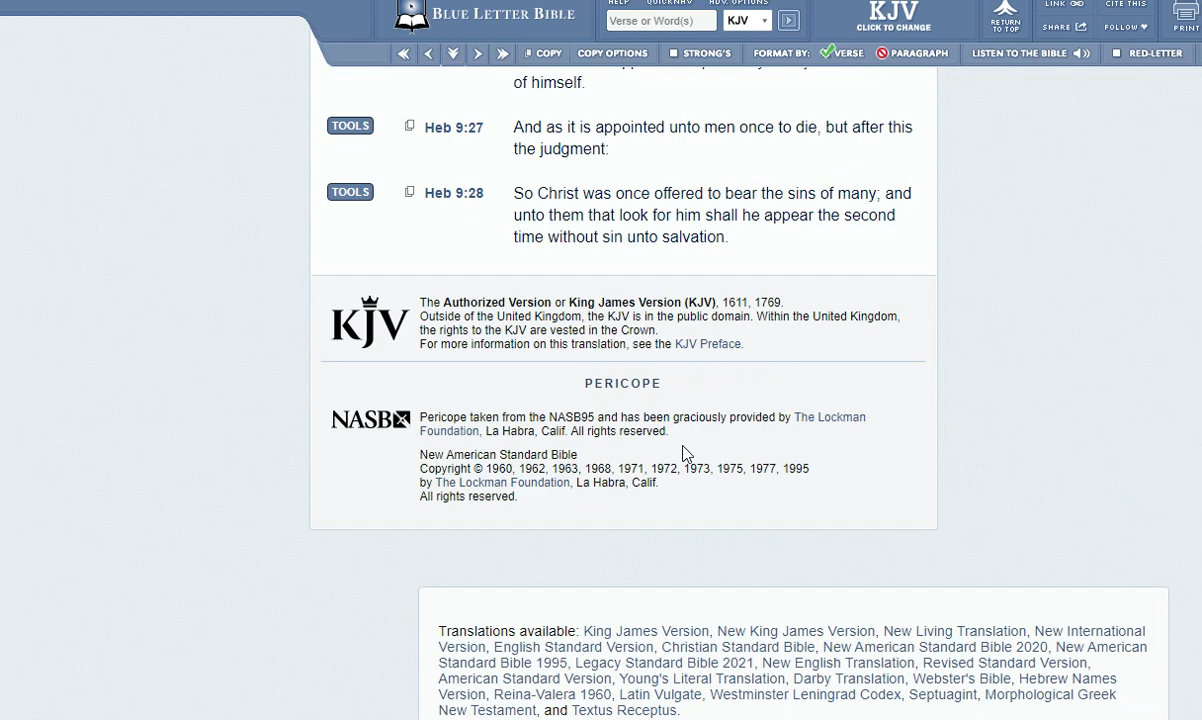 HELP QUICKNAV ADV. OPTIONS
BLUE LETTER BIBLE Verse or Word(s) KJV KJV LINK CITE THIS
CLICK TO CHANGE RETURN TO TOP SHARE FOLLOW PRINT
COPY COPY OPTIONS STRONG'S FORMAT BY: VERSE PARAGRAPH LISTEN TO THE BIBLE RED-LETTER
of himself.
TOOLS Heb 9:27 And as it is appointed unto men once to die, but after this
the judgment:
TOOLS Heb 9:28 So Christ was once offered to bear the sins of many; and
unto them that look for him shall he appear the second
time without sin unto salvation.
KJV The Authorized Version or King James Version (KJV), 1611, 1769.
Outside of the United Kingdom, the KJV is in the public domain. Within the United Kingdom,
the rights to the KJV are vested in the Crown.
For more information on this translation, see the KJV Preface.
PERICOPE
NASB Pericope taken from the NASB95 and has been graciously provided by The Lockman
Foundation, La Habra, Calif. All rights reserved.
New American Standard Bible
Copyright © 1960, 1962, 1963, 1968, 1971, 1972, 1973, 1975, 1977, 1995
by The Lockman Foundation, La Habra, Calif.
All rights reserved.
Translations available: King James Version, New King James Version, New Living Translation, New International
Version, English Standard Version, Christian Standard Bible, New American Standard Bible 2020, New American
Standard Bible 1995, Legacy Standard Bible 2021, New English Translation, Revised Standard Version,
American Standard Version, Young's Literal Translation, Darby Translation, Webster's Bible, Hebrew Names
Version, Reina-Valera 1960, Latin Vulgate, Westminster Leningrad Codex, Septuagint, Morphological Greek
New Testament, and Textus Receptus.